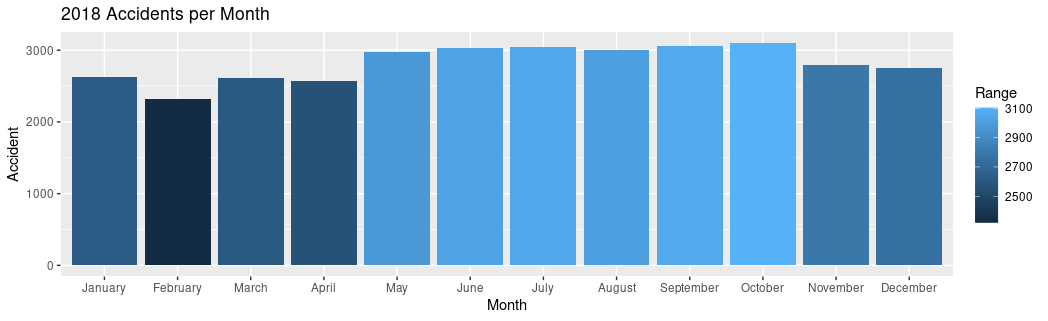 2018 Accidents per Month
Accident
3000
2000
1000
0
January February March April May June July August September October November December
Month
Range
3100
2900
2700
2500